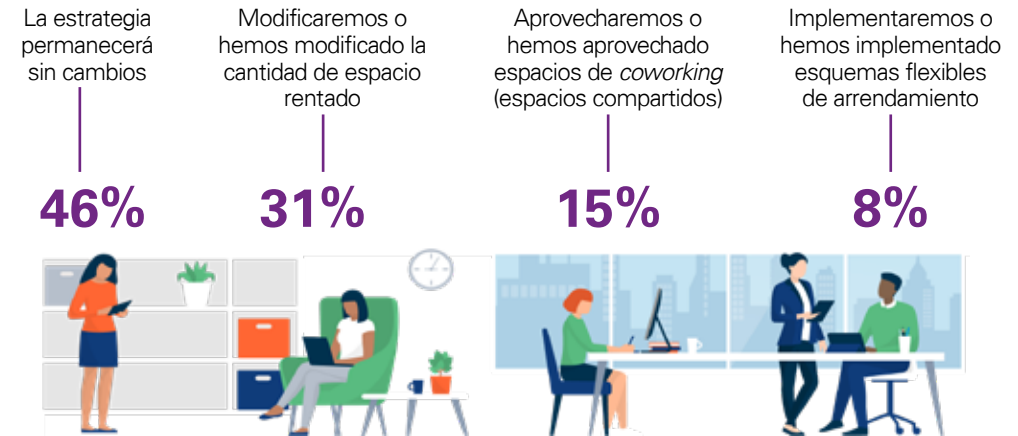 La estrategia
permanecerá
sin cambios
46%
Modificaremos o
hemos modificado la
cantidad de espacio
rentado
31%
Aprovecharemos o
hemos aprovechado
espacios de coworking
(espacios compartidos)
15%
Implementaremos o
hemos implementado
esquemas flexibles
de arrendamiento
8%